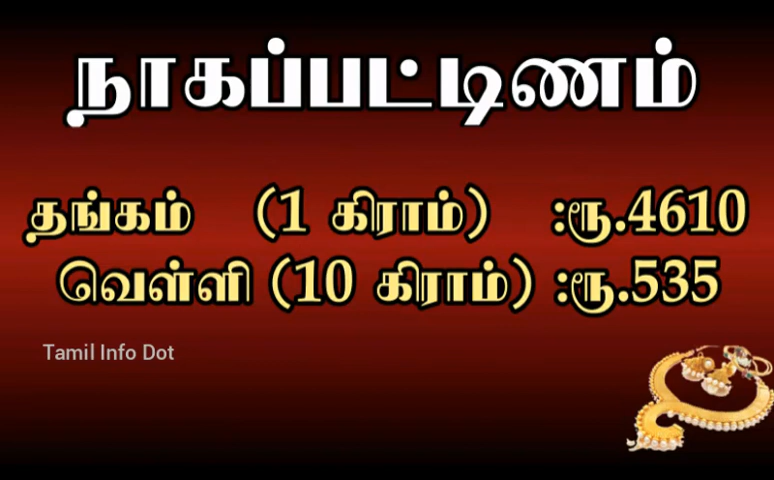 நாகப்பட்டிணம்
தங்கம் (1 கிராம்) :ரூ.4610
வெள்ளி (10 கிராம்) :ரூ.535
Tamil Info Dot